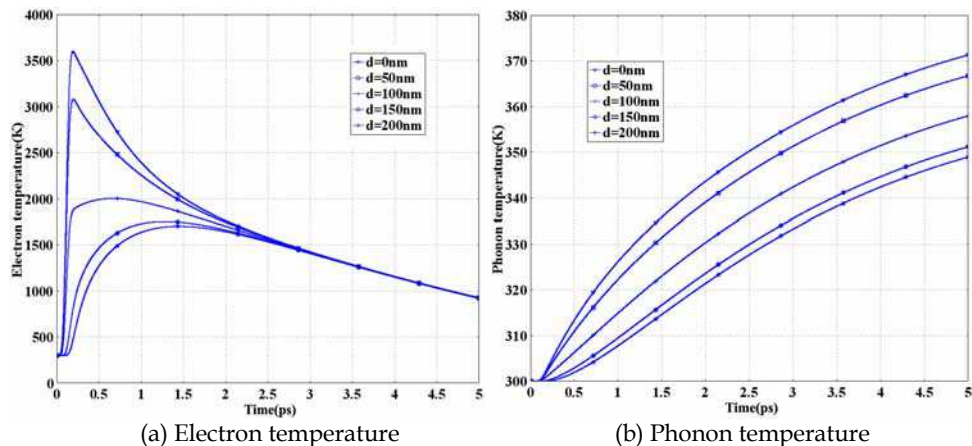 4000
3500
3000
2500
2000
1500
1000
500
0
Electron temperature(K)
d=0nm
d=50nm
d=100nm
d=150nm
d=200nm
0 0.5 1 1.5 2 2.5 3 3.5 4 4.5 5
Time(ps)
(a) Electron temperature
380
370
360
350
340
330
320
310
300
Phonon temperature(K)
d=0nm
d=50nm
d=100nm
d=150nm
d=200nm
0 0.5 1 1.5 2 2.5 3 3.5 4 4.5 5
Time(ps)
(b) Phonon temperature